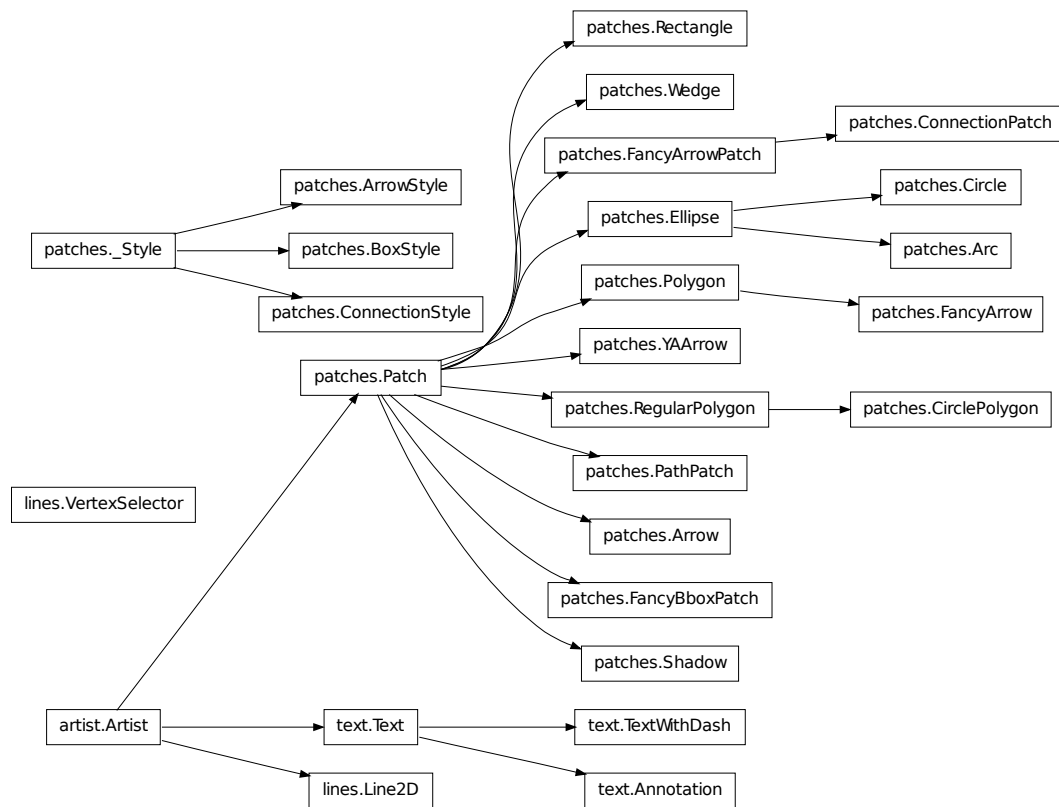 patches.Rectangle
patches.Wedge
patches.ConnectionPatch
patches.FancyArrowPatch
patches.ArrowStyle
patches.Circle
patches.Ellipse
patches._Style
patches.BoxStyle
patches.Arc
patches.Polygon
patches.ConnectionStyle
patches.FancyArrow
patches.YAArrow
patches.Patch
patches.RegularPolygon
patches.CirclePolygon
patches.PathPatch
lines.VertexSelector
patches.Arrow
patches.FancyBboxPatch
patches.Shadow
artist.Artist
text.Text
text.TextWithDash
lines.Line2D
text.Annotation